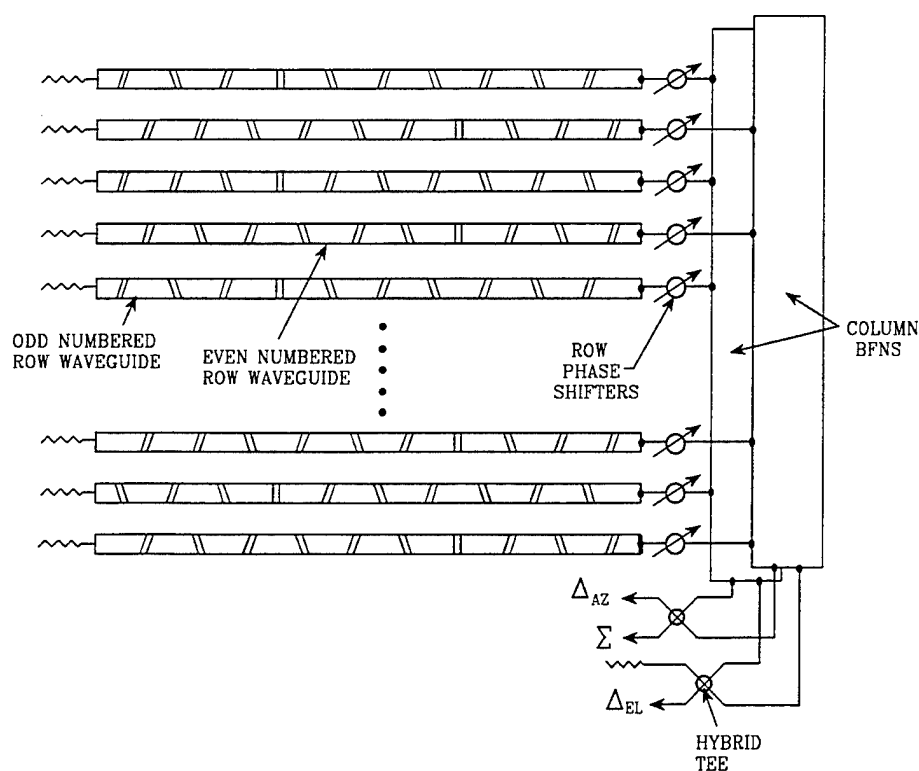 ODD NUMBERED
ROW WAVEGUIDE
EVEN NUMBERED
ROW WAVEGUIDE
ROW
PHASE
SHIFTERS
COLUMN
BFNS
Δ_AZ
Σ
Δ_EL
HYBRID
TEE